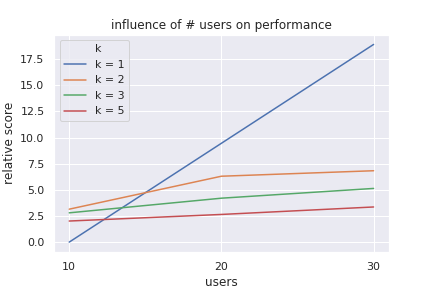 influence of # users on performance
relative score
17.5
15.0
12.5
10.0
7.5
5.0
2.5
0.0
k
k = 1
k = 2
k = 3
k = 5
10
20
30
users